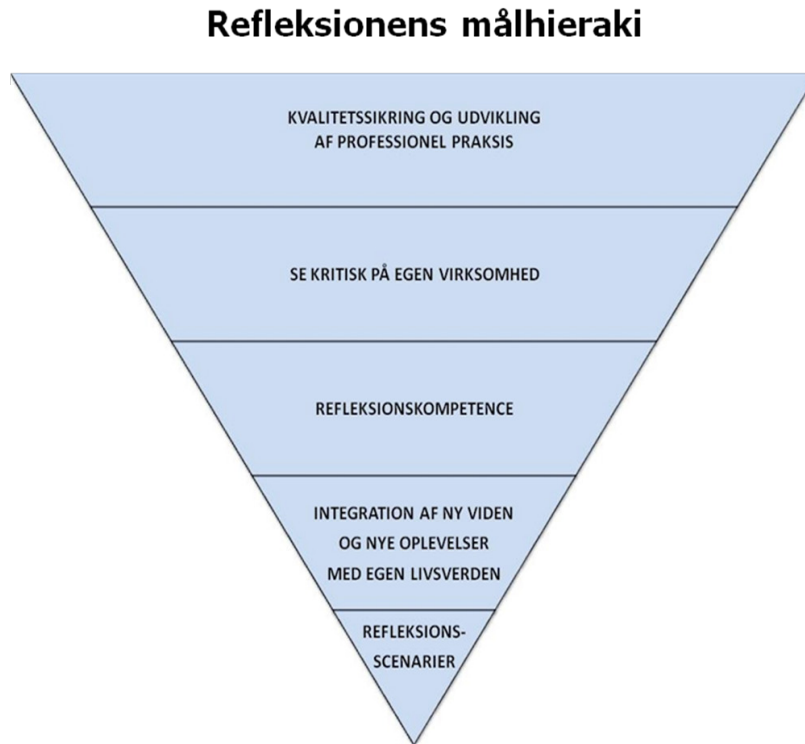 Refleksionens målhieraki
KVALITETSSIKRING OG UDVIKLING
AF PROFESSIONEL PRAKSIS
SE KRITISK PÅ EGEN VIRKSOMHED
REFLEKSIONSKOMPETENCE
INTEGRATION AF NY VIDEN
OG NYE OPLEVELSER
MED EGEN LIVSVERDEN
REFLEKSIONS-
SCENARIER